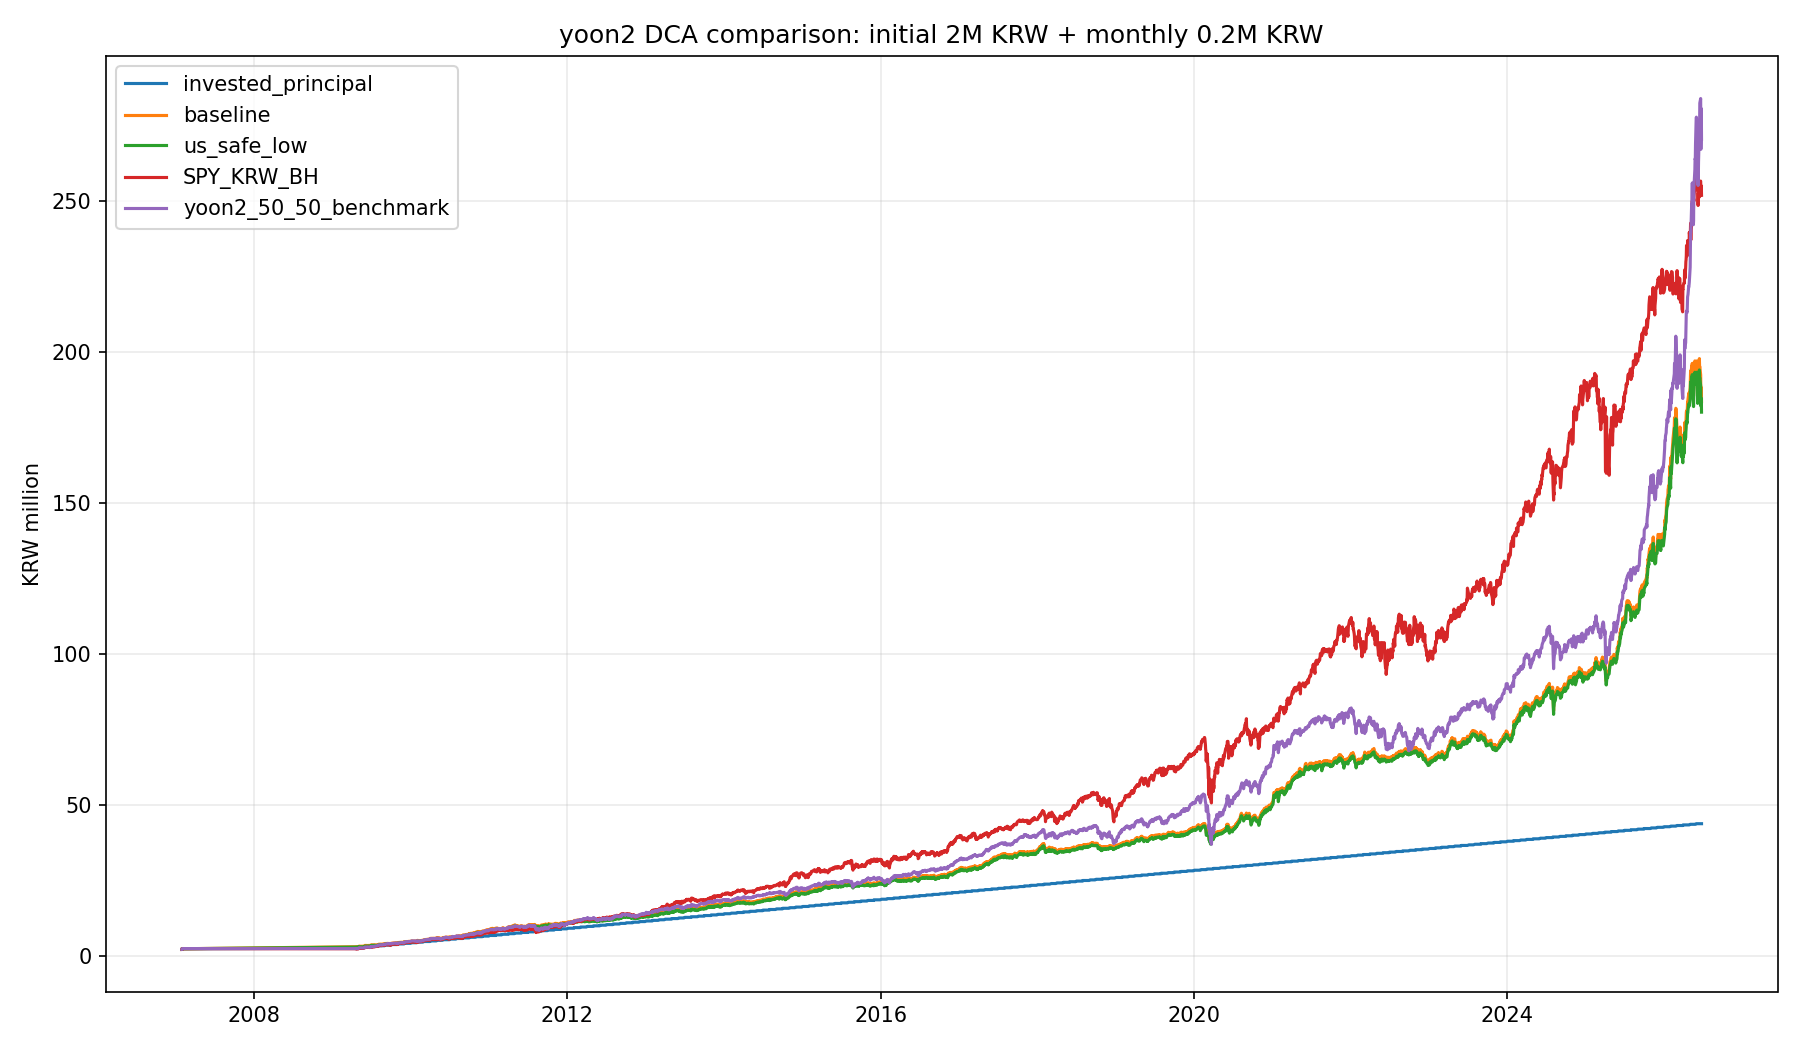 yoon2 DCA comparison: initial 2M KRW + monthly 0.2M KRW
invested_principal
baseline
us_safe_low
SPY_KRW_BH
yoon2_50_50_benchmark
KRW million
250
200
150
100
50
0
2008
2012
2016
2020
2024